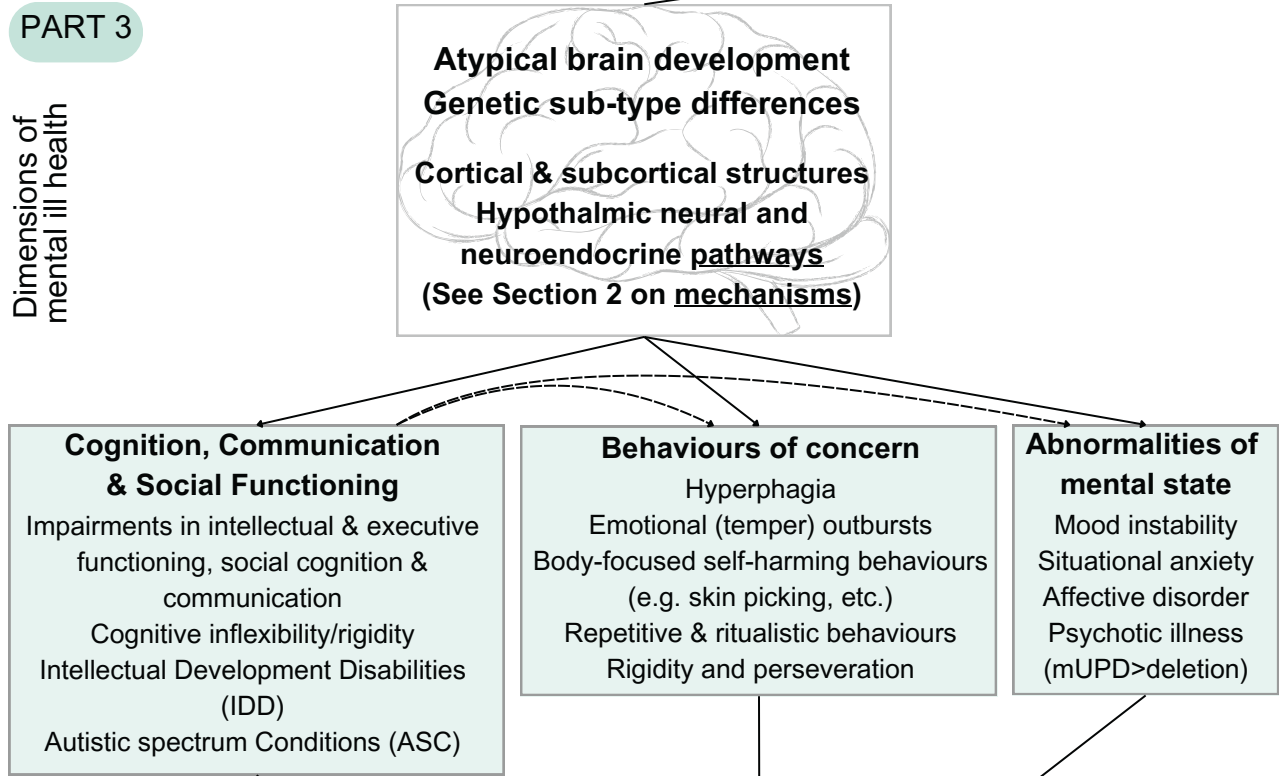 PART 3
Dimensions of
mental ill health
Atypical brain development
Genetic sub-type differences
Cortical & subcortical structures
Hypothalmic neural and
neuroendocrine pathways
(See Section 2 on mechanisms)
Cognition, Communication
& Social Functioning
Impairments in intellectual & executive
functioning, social cognition &
communication
Cognitive inflexibility/rigidity
Intellectual Development Disabilities
(IDD)
Autistic spectrum Conditions (ASC)
Behaviours of concern
Hyperphagia
Emotional (temper) outbursts
Body-focused self-harming behaviours
(e.g. skin picking, etc.)
Repetitive & ritualistic behaviours
Rigidity and perseveration
Abnormalities of
mental state
Mood instability
Situational anxiety
Affective disorder
Psychotic illness
(mUPD>deletion)